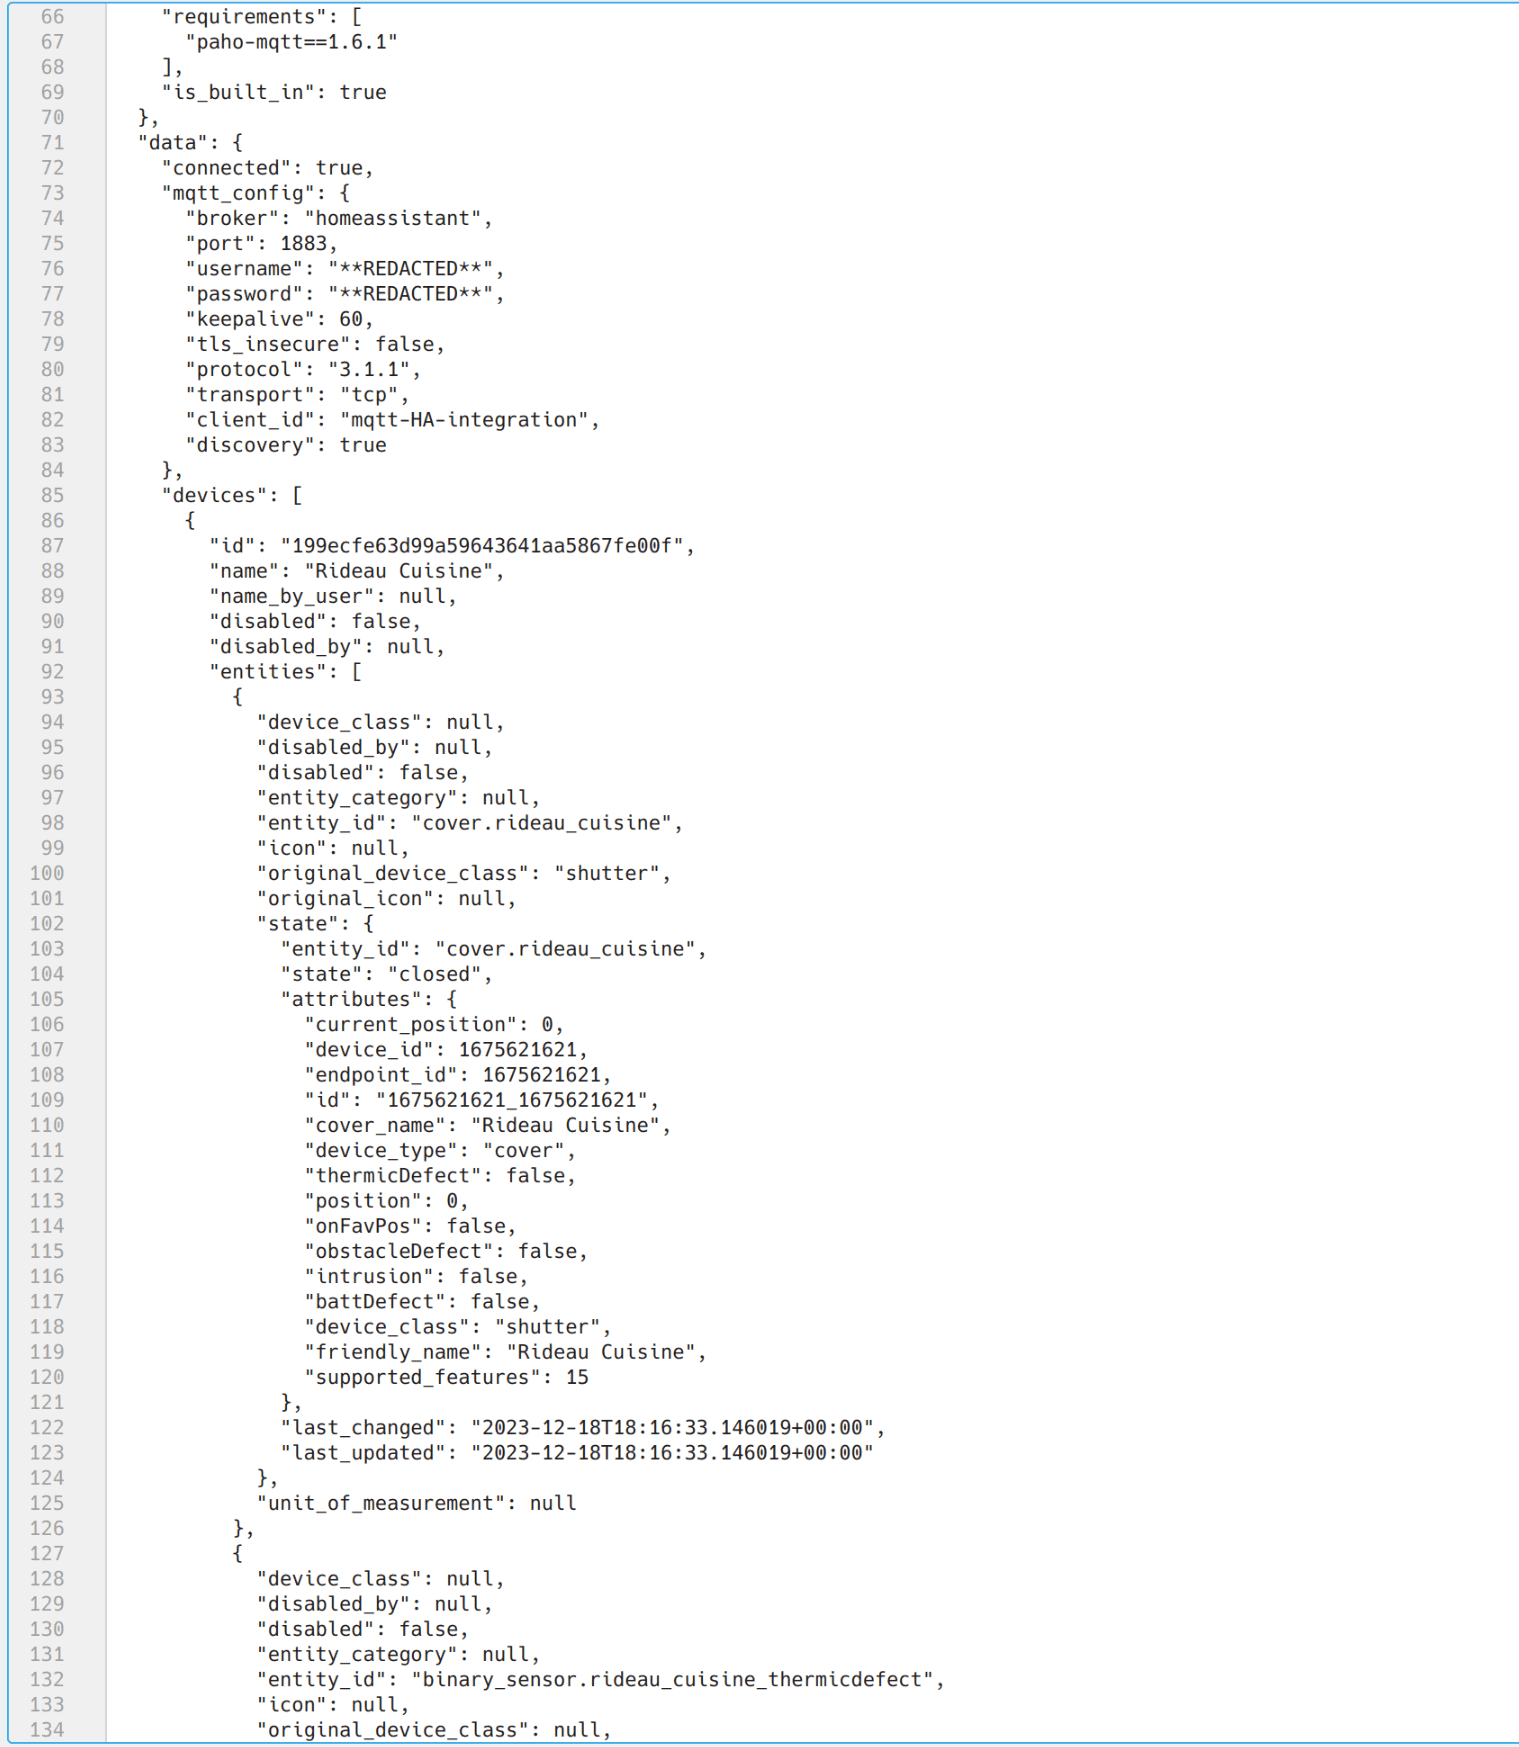 66 "requirements": [
67 "paho-mqtt==1.6.1"
68 ],
69 "is_built_in": true
70 },
71 "data": {
72 "connected": true,
73 "mqtt_config": {
74 "broker": "homeassistant",
75 "port": 1883,
76 "username": "**REDACTED**",
77 "password": "**REDACTED**",
78 "keepalive": 60,
79 "tls_insecure": false,
80 "protocol": "3.1.1",
81 "transport": "tcp",
82 "client_id": "mqtt-HA-integration",
83 "discovery": true
84 },
85 "devices": [
86 {
87 "id": "199ecfe63d99a59643641aa5867fe00f",
88 "name": "Rideau Cuisine",
89 "name_by_user": null,
90 "disabled": false,
91 "disabled_by": null,
92 "entities": [
93 {
94 "device_class": null,
95 "disabled_by": null,
96 "disabled": false,
97 "entity_category": null,
98 "entity_id": "cover.rideau_cuisine",
99 "icon": null,
100 "original_device_class": "shutter",
101 "original_icon": null,
102 "state": {
103 "entity_id": "cover.rideau_cuisine",
104 "state": "closed",
105 "attributes": {
106 "current_position": 0,
107 "device_id": 1675621621,
108 "endpoint_id": 1675621621,
109 "id": "1675621621_1675621621",
110 "cover_name": "Rideau Cuisine",
111 "device_type": "cover",
112 "thermicDefect": false,
113 "position": 0,
114 "onFavPos": false,
115 "obstacleDefect": false,
116 "intrusion": false,
117 "battDefect": false,
118 "device_class": "shutter",
119 "friendly_name": "Rideau Cuisine",
120 "supported_features": 15
121 },
122 "last_changed": "2023-12-18T18:16:33.146019+00:00",
123 "last_updated": "2023-12-18T18:16:33.146019+00:00"
124 },
125 "unit_of_measurement": null
126 },
127 {
128 "device_class": null,
129 "disabled_by": null,
130 "disabled": false,
131 "entity_category": null,
132 "entity_id": "binary_sensor.rideau_cuisine_thermicdefect",
133 "icon": null,
134 "original_device_class": null,